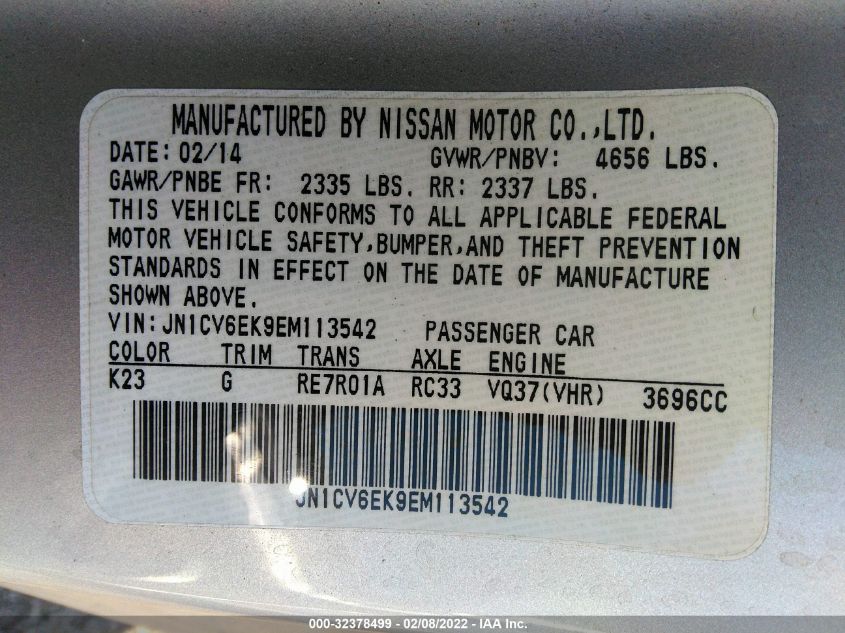 MANUFACTURED BY NISSAN MOTOR CO.,LTD.
DATE: 02/14 GVWR/PNBV: 4656 LBS.
GAWR/PNBE FR: 2335 LBS. RR: 2337 LBS.
THIS VEHICLE CONFORMS TO ALL APPLICABLE FEDERAL
MOTOR VEHICLE SAFETY,BUMPER,AND THEFT PREVENTION
STANDARDS IN EFFECT ON THE DATE OF MANUFACTURE
SHOWN ABOVE.
VIN:JN1CV6EK9EM113542 PASSENGER CAR
COLOR TRIM TRANS AXLE ENGINE
K23 G RE7R01A RC33 VQ37(VHR) 3696CC
JN1CV6EK9EM113542
000-32378499 - 02/08/2022 - IAA Inc.